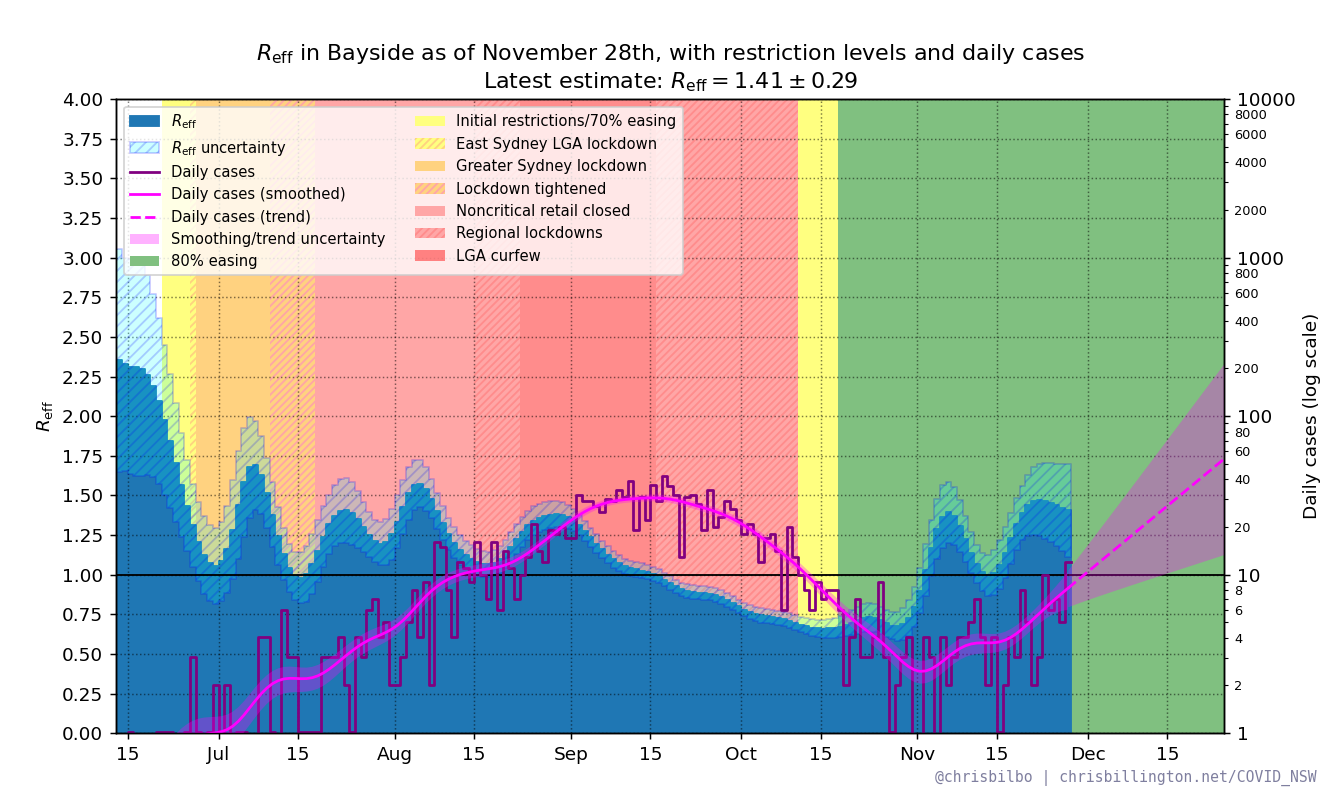 R_eff in Bayside as of November 28th, with restriction levels and daily cases
Latest estimate: R_eff = 1.41 ± 0.29
R_eff
R_eff uncertainty
Daily cases
Daily cases (smoothed)
Daily cases (trend)
Smoothing/trend uncertainty
80% easing
Initial restrictions/70% easing
East Sydney LGA lockdown
Greater Sydney lockdown
Lockdown tightened
Noncritical retail closed
Regional lockdowns
LGA curfew
R_eff
4.00
3.75
3.50
3.25
3.00
2.75
2.50
2.25
2.00
1.75
1.50
1.25
1.00
0.75
0.50
0.25
0.00
15 Jul 15 Aug 15 Sep 15 Oct 15 Nov 15 Dec 15
10000
8000
6000
4000
2000
1000
800
600
400
200
100
80
60
40
20
10
8
6
4
2
1
Daily cases (log scale)
@chrisbilbo | chrisbillington.net/COVID_NSW